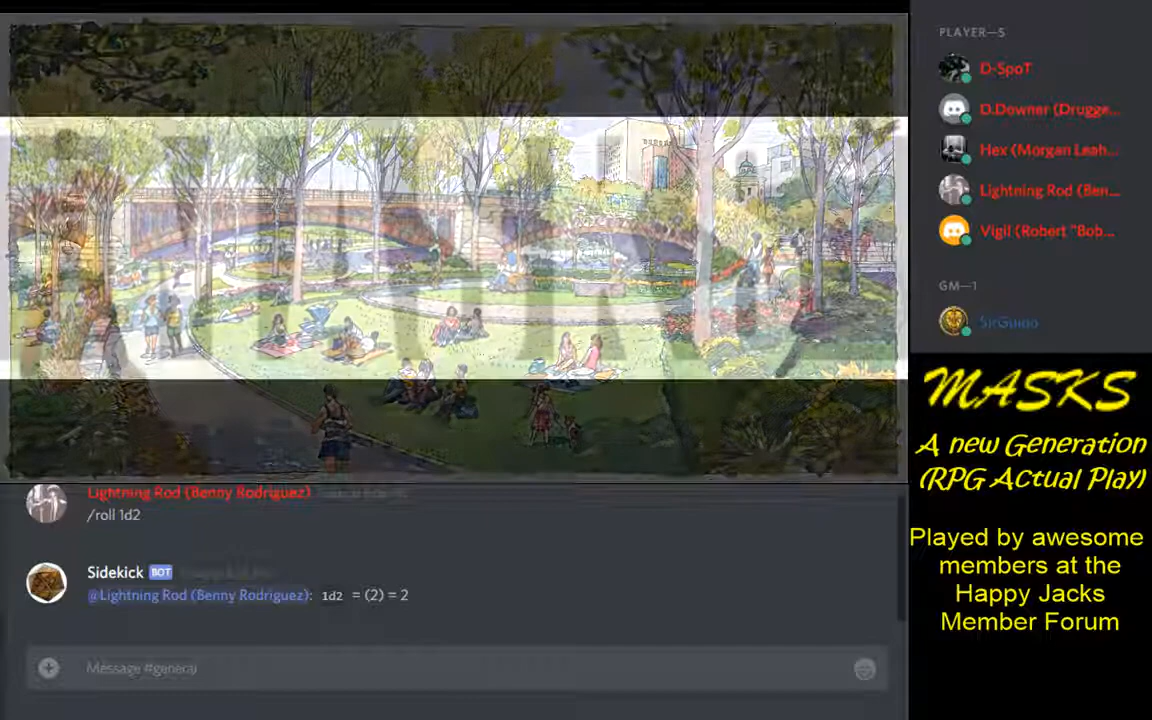 PLAYER—5
D-SpoT
D.Downer (Drugge...
Hex (Morgan Leah...
Lightning Rod (Ben...
Vigil (Robert "Bob...
GM—1
SirGuido
MASKS
A new Generation
(RPG Actual Play)
Played by awesome
members at the
Happy Jacks
Member Forum
Lightning Rod (Benny Rodriguez)
/roll 1d2
Sidekick BOT
@Lightning Rod (Benny Rodriguez): 1d2 = (2) = 2
Message #general